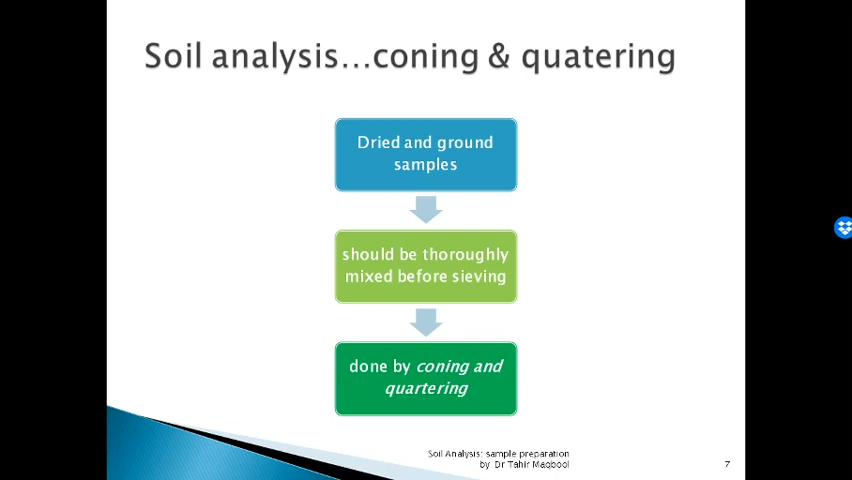 Soil analysis...coning & quatering
Dried and ground
samples
should be thoroughly
mixed before sieving
done by coning and
quartering
Soil Analysis: sample preparation
by Dr Tahir Maqbool
7